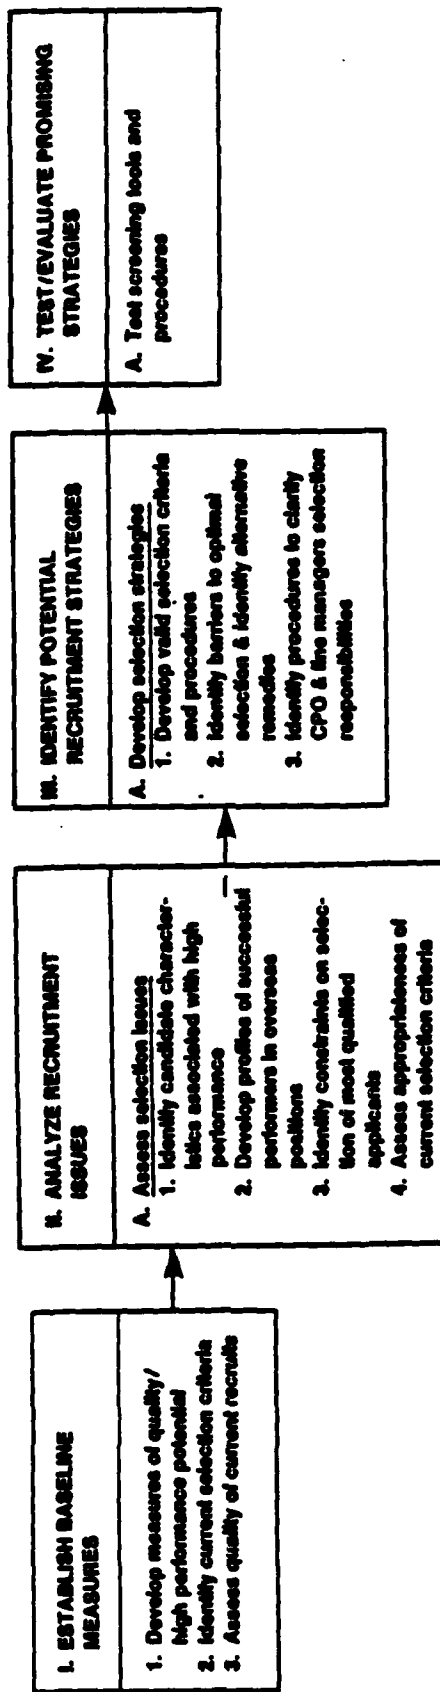 I. ESTABLISH BASELINE
MEASURES
1. Develop measures of quality/
high performance potential
2. Identify current selection criteria
3. Assess quality of current recruits
II. ANALYZE RECRUITMENT
ISSUES
A. Assess selection issues
1. Identify candidate character-
istics associated with high
performance
2. Develop profiles of successful
performers in overseas
positions
3. Identify constraints on selec-
tion of most qualified
applicants
4. Assess appropriateness of
current selection criteria
III. IDENTIFY POTENTIAL
RECRUITMENT STRATEGIES
A. Develop selection strategies
1. Develop valid selection criteria
and procedures
2. Identify barriers to optimal
selection & identify alternative
remedies
3. Identify procedures to clarify
CPO & line managers selection
responsibilities
IV. TEST/EVALUATE PROMISING
STRATEGIES
A. Test screening tools and
procedures